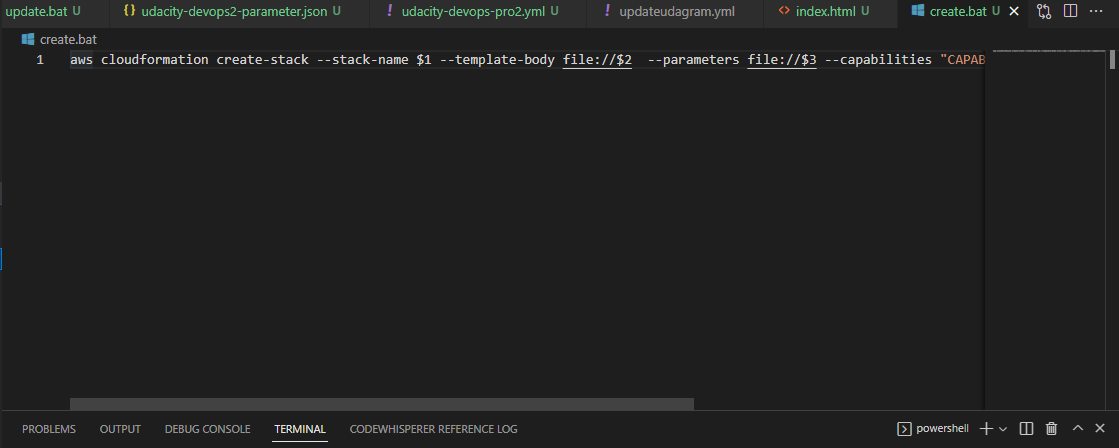 update.bat U {} udacity-devops2-parameter.json U ! udacity-devops-pro2.yml U ! updateudagram.yml <> index.html U create.bat U
create.bat
1 aws cloudformation create-stack --stack-name $1 --template-body file://$2  --parameters file://$3 --capabilities "CAPAB
PROBLEMS OUTPUT DEBUG CONSOLE TERMINAL CODEWHISPERER REFERENCE LOG powershell